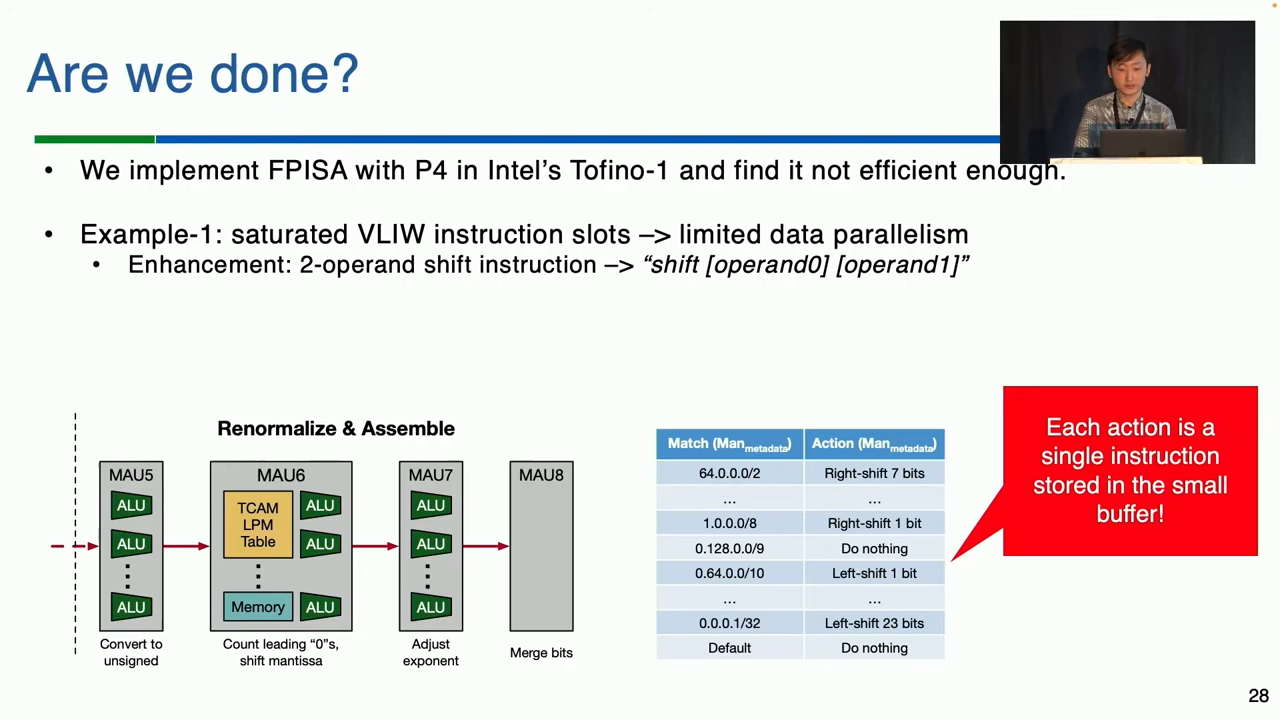 Are we done?
• We implement FPISA with P4 in Intel's Tofino-1 and find it not efficient enough.
• Example-1: saturated VLIW instruction slots –> limited data parallelism
• Enhancement: 2-operand shift instruction –> “shift [operand0] [operand1]”
Renormalize & Assemble
MAU5
ALU
ALU
ALU
Convert to
unsigned
MAU6
TCAM
LPM
Table
Memory
ALU
ALU
ALU
Count leading “0”s,
shift mantissa
MAU7
ALU
ALU
ALU
Adjust
exponent
MAU8
Merge bits
Match (Manmetadata) Action (Manmetadata)
64.0.0.0/2 Right-shift 7 bits
... ...
1.0.0.0/8 Right-shift 1 bit
0.128.0.0/9 Do nothing
0.64.0.0/10 Left-shift 1 bit
... ...
0.0.0.1/32 Left-shift 23 bits
Default Do nothing
Each action is a
single instruction
stored in the small
buffer!
28